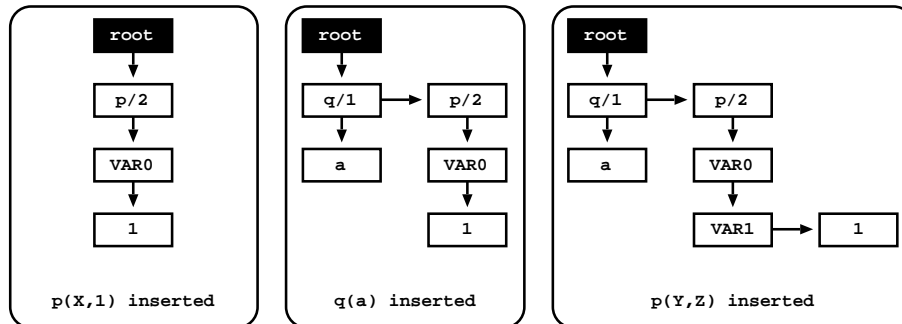 root
p/2
VAR0
1
p(X,1) inserted
root
q/1
p/2
a
VAR0
1
q(a) inserted
root
q/1
p/2
a
VAR0
VAR1
1
p(Y,Z) inserted